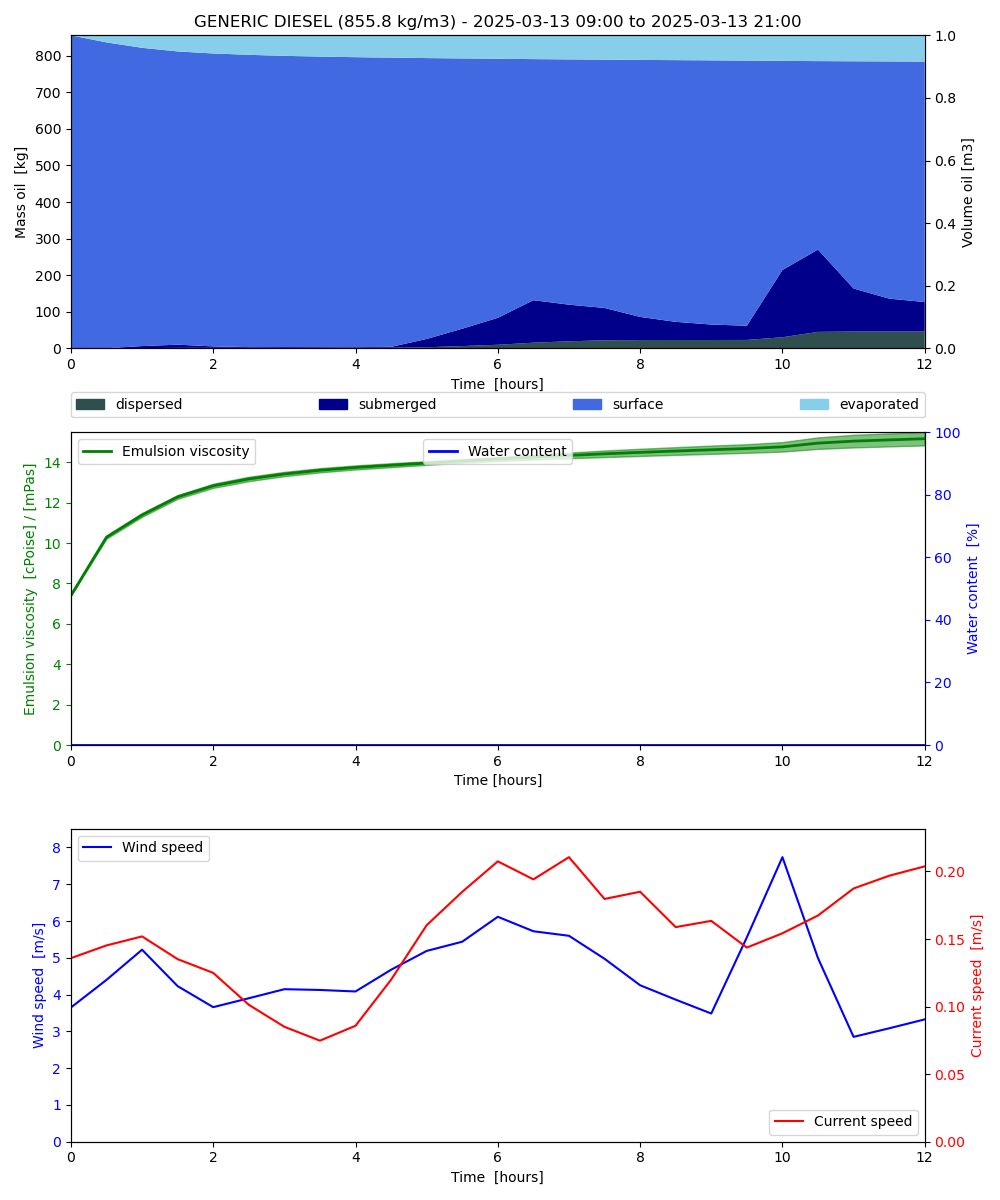 GENERIC DIESEL (855.8 kg/m3) - 2025-03-13 09:00 to 2025-03-13 21:00
Mass oil [kg]
800
700
600
500
400
300
200
100
0
1.0
0.8
0.6
0.4
0.2
0.0
Volume oil [m3]
0 2 4 6 8 10 12
Time [hours]
dispersed submerged surface evaporated
Emulsion viscosity [cPoise] / [mPas]
14
12
10
8
6
4
2
0
Emulsion viscosity
Water content
100
80
60
40
20
0
Water content [%]
0 2 4 6 8 10 12
Time [hours]
Wind speed [m/s]
8
7
6
5
4
3
2
1
0
Wind speed
0.20
0.15
0.10
0.05
0.00
Current speed [m/s]
Current speed
0 2 4 6 8 10 12
Time [hours]